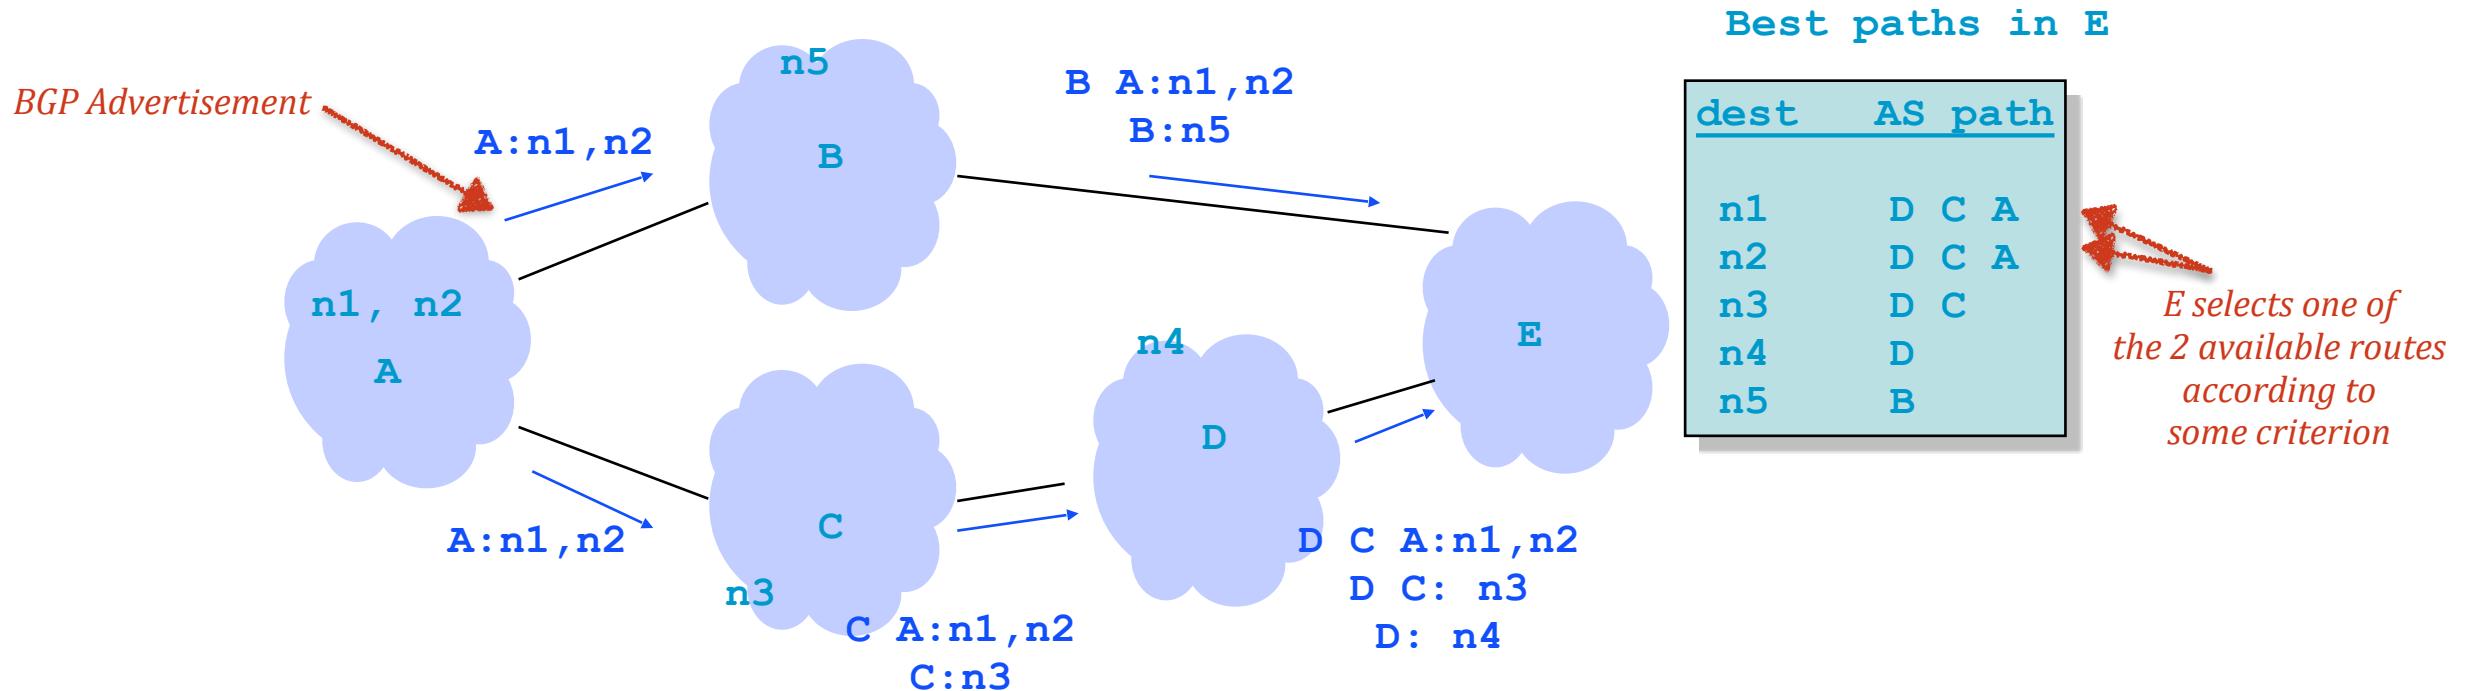 Best paths in E
n5
B A:n1,n2
B:n5
BGP Advertisement
A:n1,n2
B
dest AS path
n1 D C A
n2 D C A
n3 D C
n4 D
n5 B
n1, n2
A
E
n4
D
E selects one of
the 2 available routes
according to
some criterion
A:n1,n2
C
n3
C A:n1,n2
C:n3
D C A:n1,n2
D C: n3
D: n4